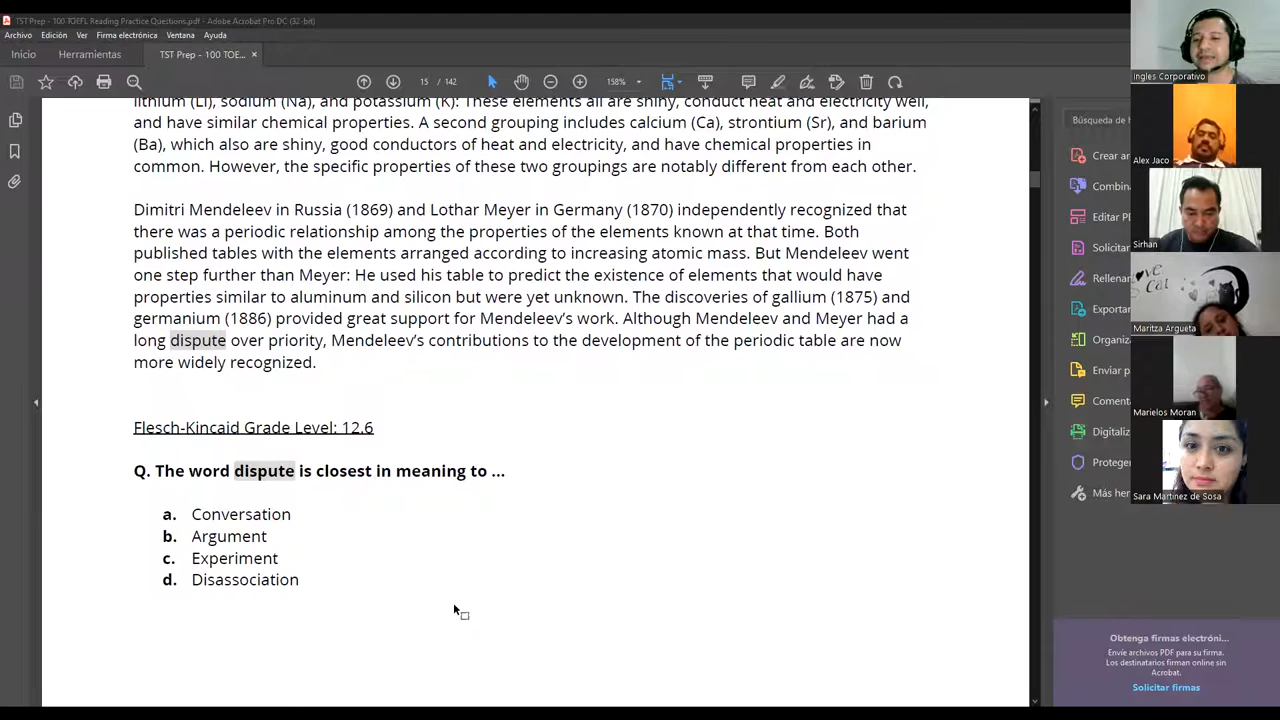 TST Prep - 100 TOEFL Reading Practice Questions.pdf - Adobe Acrobat Pro DC (32-bit)
Archivo Edición Ver Firma electrónica Ventana Ayuda
Inicio Herramientas TST Prep - 100 TOE... ×
15 / 142 158%
lithium (Li), sodium (Na), and potassium (K): These elements all are shiny, conduct heat and electricity well,
and have similar chemical properties. A second grouping includes calcium (Ca), strontium (Sr), and barium
(Ba), which also are shiny, good conductors of heat and electricity, and have chemical properties in
common. However, the specific properties of these two groupings are notably different from each other.
Dimitri Mendeleev in Russia (1869) and Lothar Meyer in Germany (1870) independently recognized that
there was a periodic relationship among the properties of the elements known at that time. Both
published tables with the elements arranged according to increasing atomic mass. But Mendeleev went
one step further than Meyer: He used his table to predict the existence of elements that would have
properties similar to aluminum and silicon but were yet unknown. The discoveries of gallium (1875) and
germanium (1886) provided great support for Mendeleev's work. Although Mendeleev and Meyer had a
long dispute over priority, Mendeleev's contributions to the development of the periodic table are now
more widely recognized.
Flesch-Kincaid Grade Level: 12.6
Q. The word dispute is closest in meaning to ...
a. Conversation
b. Argument
c. Experiment
d. Disassociation
Búsqueda de h
Crear ar
Combina
Editar PD
Solicitar
Rellenar
Exportar
Organiz
Enviar p
Coment
Digitaliz
Proteger
Más her
Obtenga firmas electróni...
Envíe archivos PDF para su firma.
Los destinatarios firman online sin
Acrobat.
Solicitar firmas
Ingles Corporativo
Alex Jaco
Sirhan
Love
Cat
Maritza Argueta
Marielos Moran
Sara Martinez de Sosa